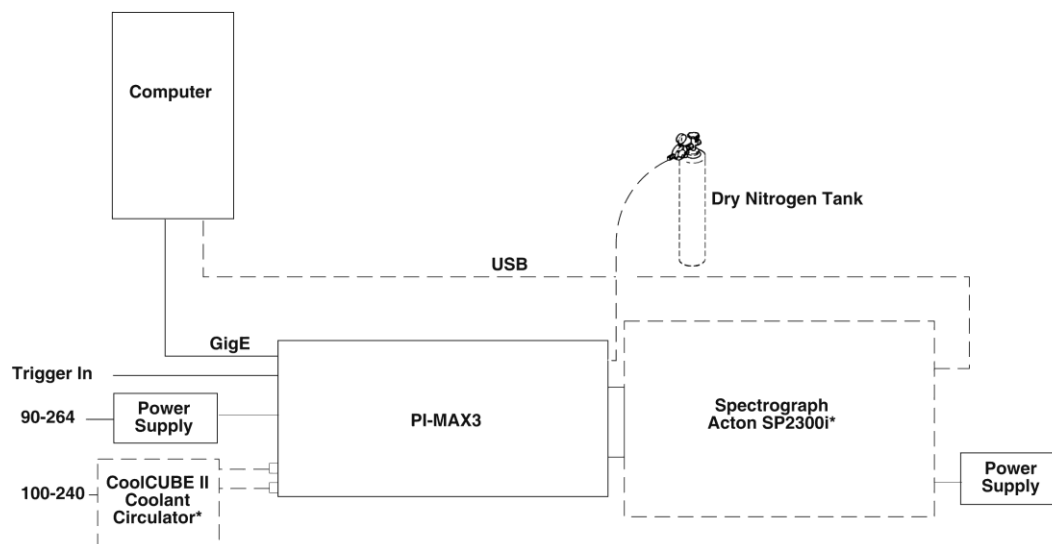 Computer
Dry Nitrogen Tank
USB
GigE
Trigger In
90-264
Power
Supply
PI-MAX3
Spectrograph
Acton SP2300i*
100-240
CoolCUBE II
Coolant
Circulator*
Power
Supply